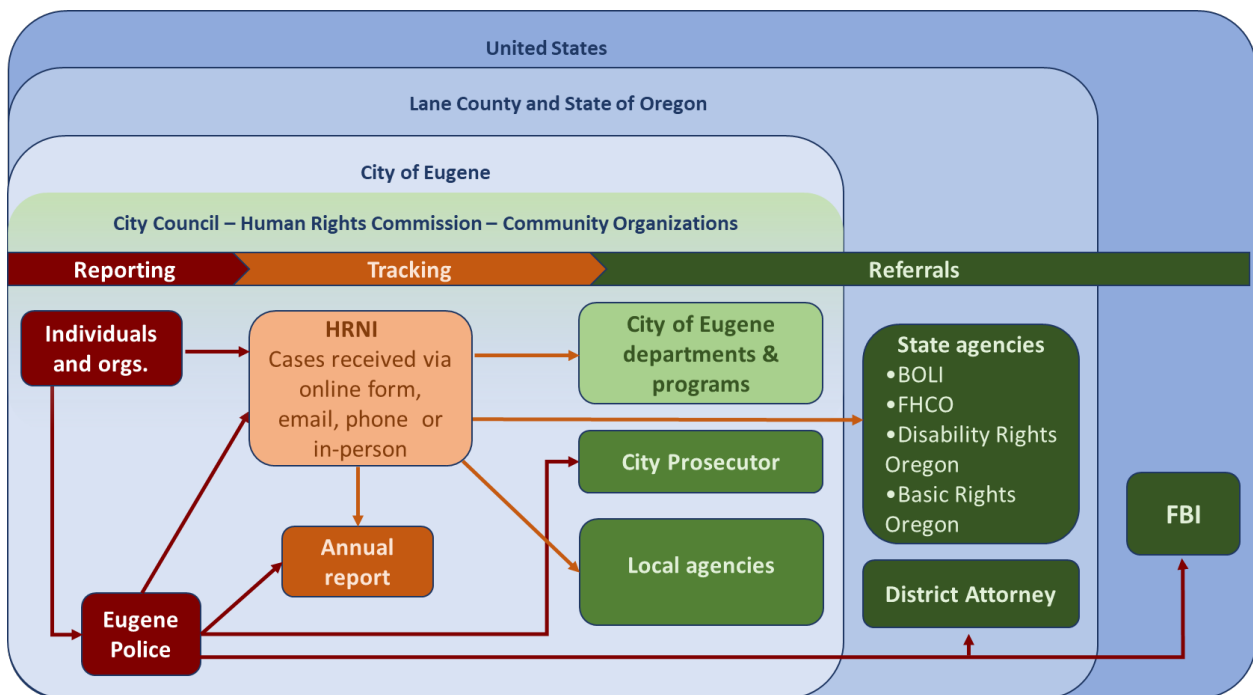 United States
Lane County and State of Oregon
City of Eugene
City Council – Human Rights Commission – Community Organizations
Reporting
Tracking
Referrals
Individuals
and orgs.
HRNI
Cases received via
online form,
email, phone or
in-person
City of Eugene
departments &
programs
State agencies
•BOLI
•FHCO
•Disability Rights
Oregon
•Basic Rights
Oregon
City Prosecutor
FBI
Annual
report
Local agencies
District Attorney
Eugene
Police